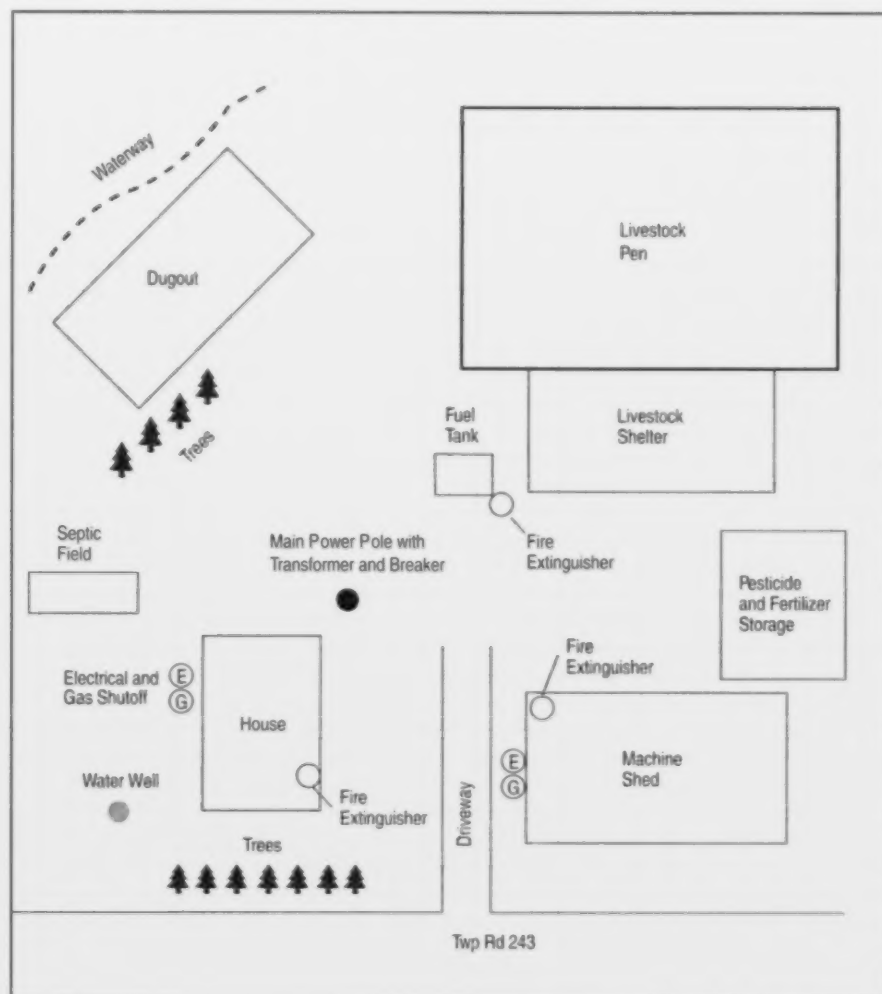 Waterway
Dugout
Livestock
Pen
Trees
Fuel
Tank
Livestock
Shelter
Fire
Extinguisher
Septic
Field
Main Power Pole with
Transformer and Breaker
Pesticide
and Fertilizer
Storage
Electrical and
Gas Shutoff
E
G
House
Fire
Extinguisher
E
G
Machine
Shed
Water Well
Fire
Extinguisher
Driveway
Trees
Twp Rd 243